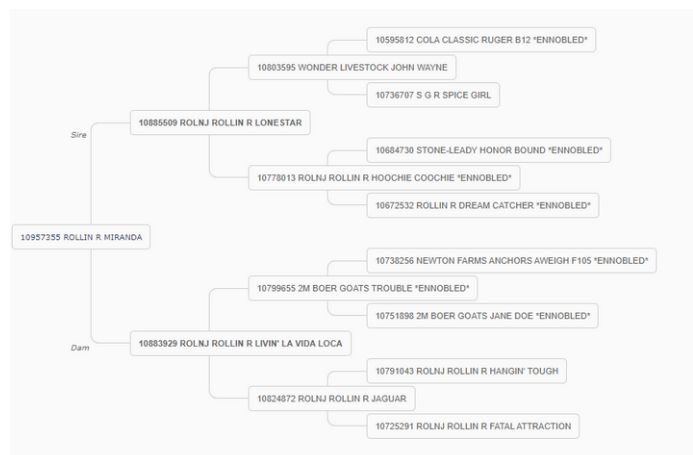 10595812 COLA CLASSIC RUGER B12 *ENNOBLED*
10803595 WONDER LIVESTOCK JOHN WAYNE
10736707 S G R SPICE GIRL
10885509 ROLNJ ROLLIN R LONESTAR
Sire
10684730 STONE-LEADY HONOR BOUND *ENNOBLED*
10778013 ROLNJ ROLLIN R HOOCHIE COOCHIE *ENNOBLED*
10672532 ROLLIN R DREAM CATCHER *ENNOBLED*
10957355 ROLLIN R MIRANDA
10738256 NEWTON FARMS ANCHORS AWEIGH F105 *ENNOBLED*
10799655 2M BOER GOATS TROUBLE *ENNOBLED*
10751898 2M BOER GOATS JANE DOE *ENNOBLED*
10883929 ROLNJ ROLLIN R LIVIN' LA VIDA LOCA
Dam
10791043 ROLNJ ROLLIN R HANGIN' TOUGH
10824872 ROLNJ ROLLIN R JAGUAR
10725291 ROLNJ ROLLIN R FATAL ATTRACTION